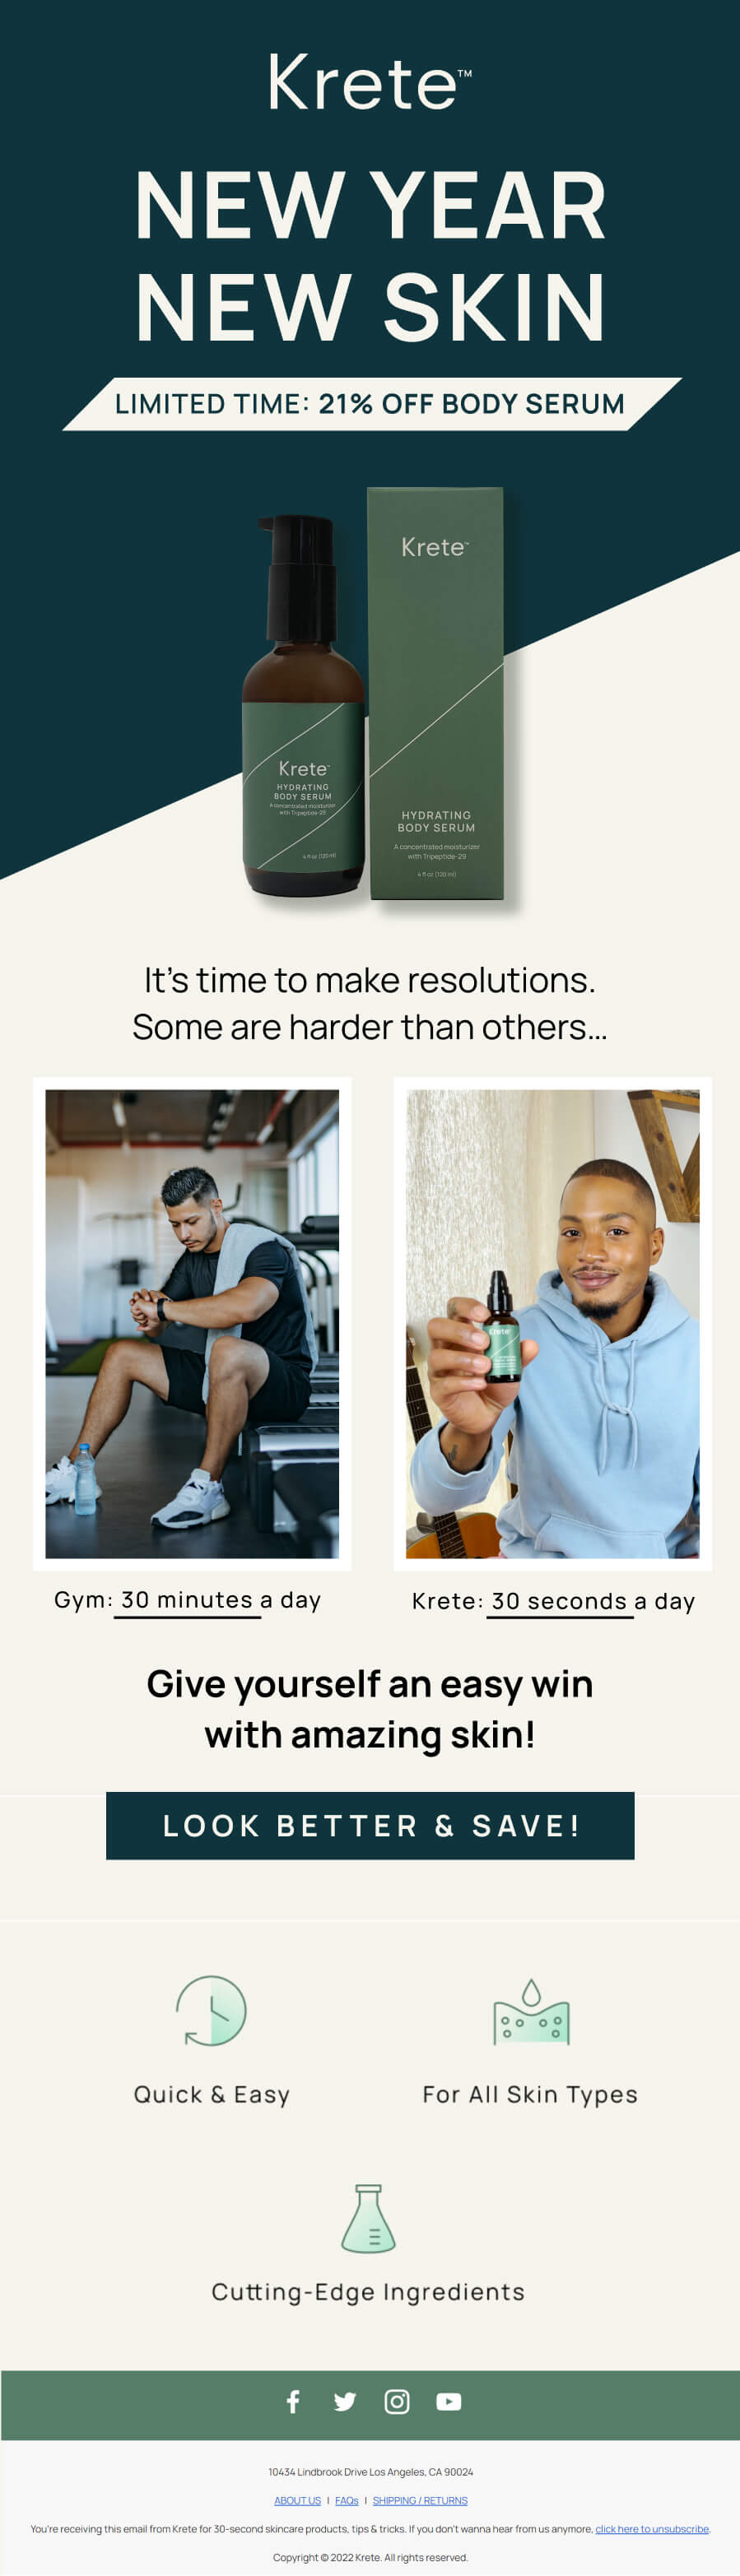 Krete™
NEW YEAR
NEW SKIN
LIMITED TIME: 21% OFF BODY SERUM
Krete™
Krete™
HYDRATING
BODY SERUM
A concentrated moisturizer
with Tripeptide-29
4 fl oz (120 ml)
HYDRATING
BODY SERUM
A concentrated moisturizer
with Tripeptide-29
4 fl oz (120 ml)
It's time to make resolutions.
Some are harder than others...
Krete
Gym: 30 minutes a day
Krete: 30 seconds a day
Give yourself an easy win
with amazing skin!
LOOK BETTER & SAVE!
Quick & Easy
For All Skin Types
Cutting-Edge Ingredients
10434 Lindbrook Drive Los Angeles, CA 90024
ABOUT US | FAQs | SHIPPING / RETURNS
You're receiving this email from Krete for 30-second skincare products, tips & tricks. If you don't wanna hear from us anymore, click here to unsubscribe.
Copyright © 2022 Krete. All rights reserved.